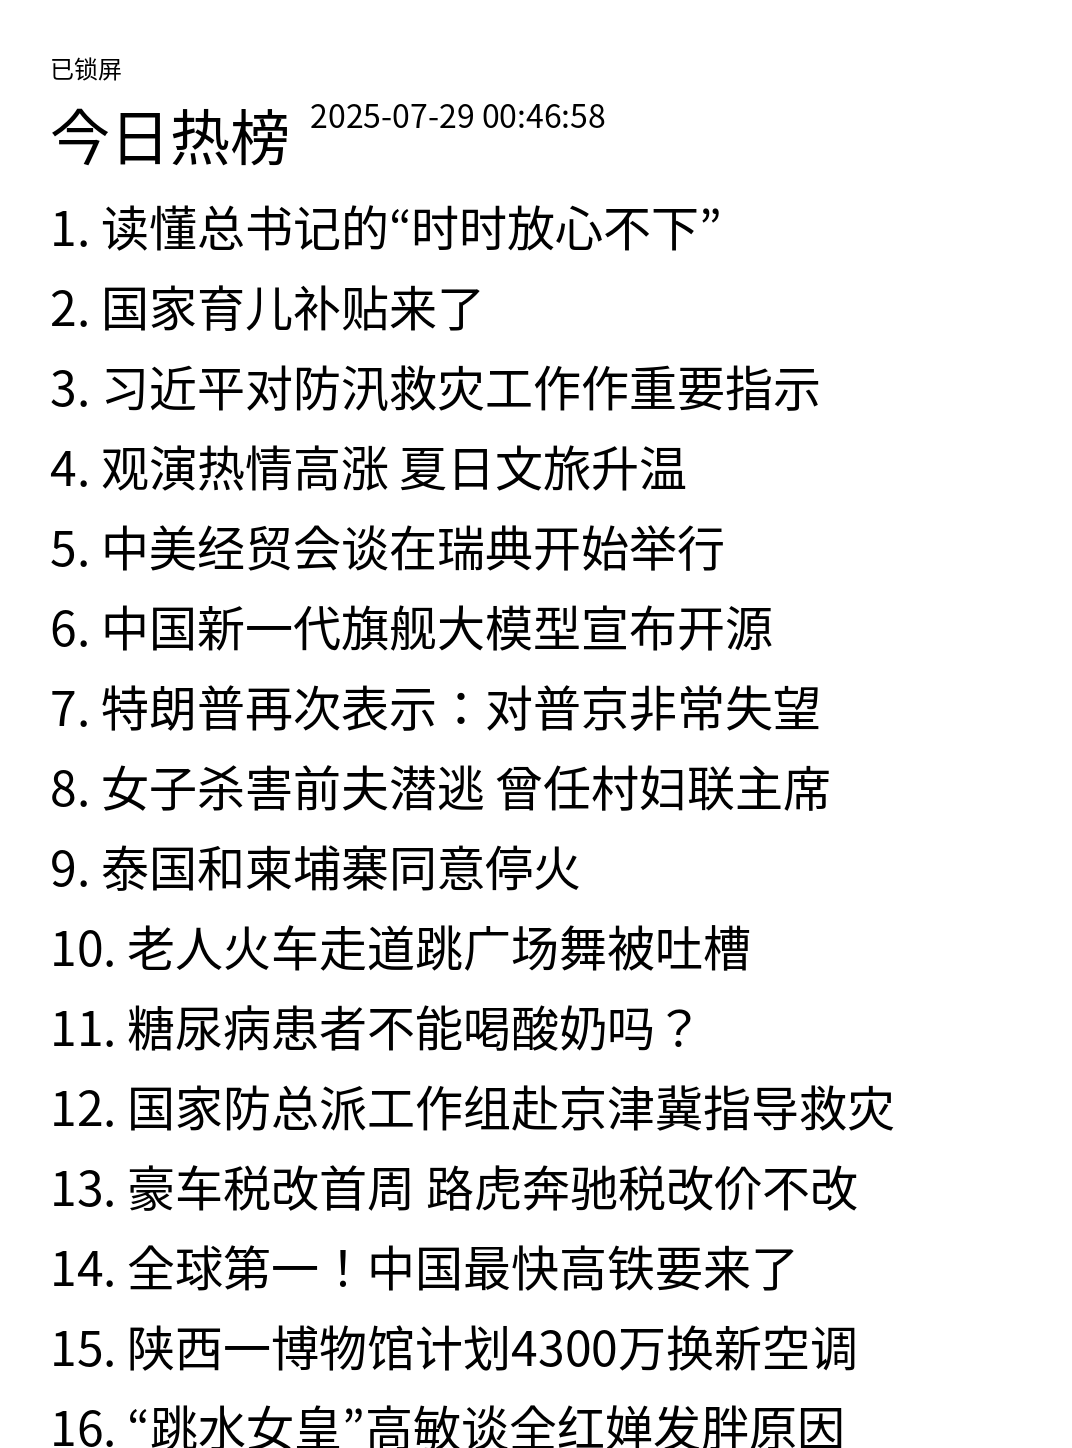 已锁屏
今日热榜 2025-07-29 00:46:58
1. 读懂总书记的“时时放心不下”
2. 国家育儿补贴来了
3. 习近平对防汛救灾工作作重要指示
4. 观演热情高涨 夏日文旅升温
5. 中美经贸会谈在瑞典开始举行
6. 中国新一代旗舰大模型宣布开源
7. 特朗普再次表示：对普京非常失望
8. 女子杀害前夫潜逃 曾任村妇联主席
9. 泰国和柬埔寨同意停火
10. 老人火车走道跳广场舞被吐槽
11. 糖尿病患者不能喝酸奶吗？
12. 国家防总派工作组赴京津冀指导救灾
13. 豪车税改首周 路虎奔驰税改价不改
14. 全球第一！中国最快高铁要来了
15. 陕西一博物馆计划4300万换新空调
16. “跳水女皇”高敏谈全红婵发胖原因